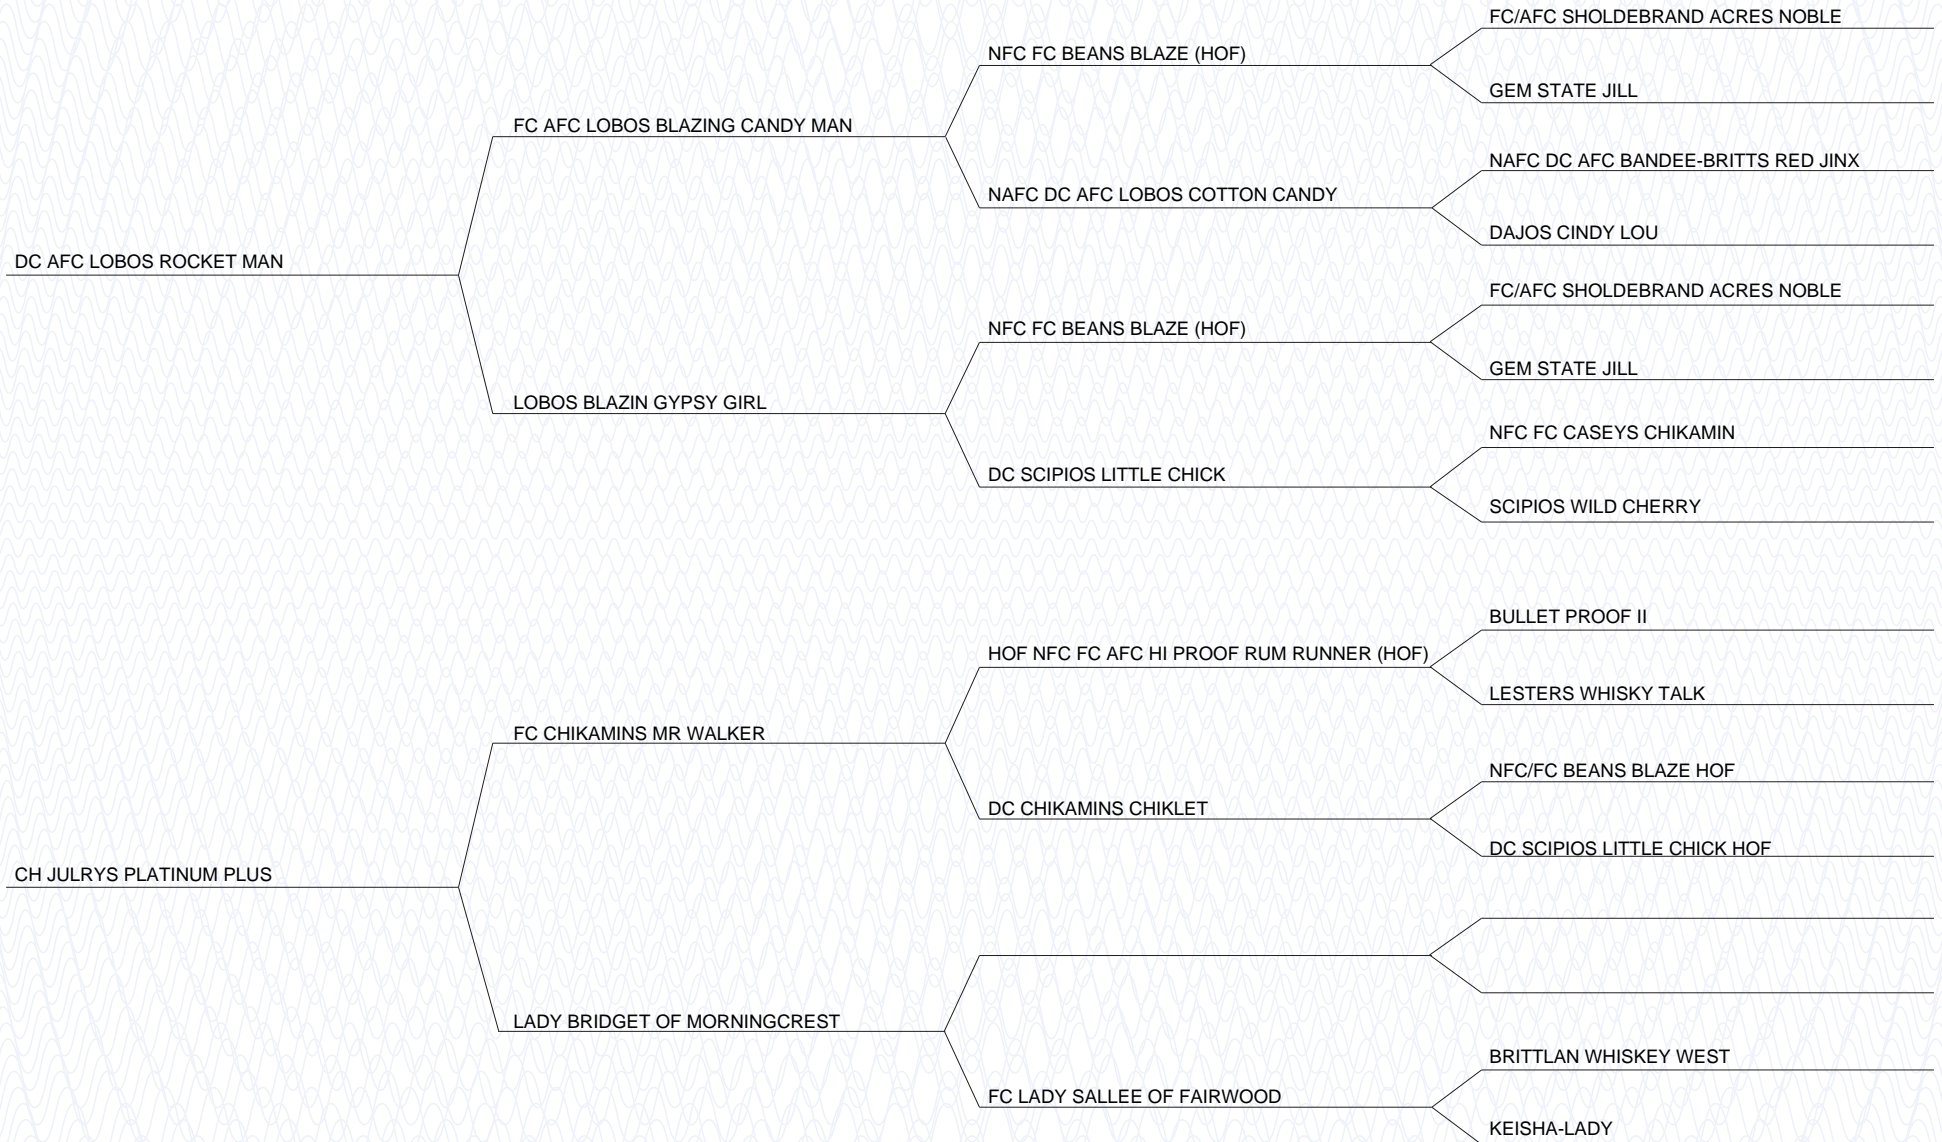 FC/AFC SHOLDEBRAND ACRES NOBLE
NFC FC BEANS BLAZE (HOF)
GEM STATE JILL
FC AFC LOBOS BLAZING CANDY MAN
NAFC DC AFC BANDEE-BRITTS RED JINX
NAFC DC AFC LOBOS COTTON CANDY
DAJOS CINDY LOU
DC AFC LOBOS ROCKET MAN
FC/AFC SHOLDEBRAND ACRES NOBLE
NFC FC BEANS BLAZE (HOF)
GEM STATE JILL
LOBOS BLAZIN GYPSY GIRL
NFC FC CASEYS CHIKAMIN
DC SCIPIOS LITTLE CHICK
SCIPIOS WILD CHERRY
BULLET PROOF II
HOF NFC FC AFC HI PROOF RUM RUNNER (HOF)
LESTERS WHISKY TALK
FC CHIKAMINS MR WALKER
NFC/FC BEANS BLAZE HOF
DC CHIKAMINS CHIKLET
DC SCIPIOS LITTLE CHICK HOF
CH JULRYS PLATINUM PLUS
LADY BRIDGET OF MORNINGCREST
BRITTLAN WHISKEY WEST
FC LADY SALLEE OF FAIRWOOD
KEISHA-LADY